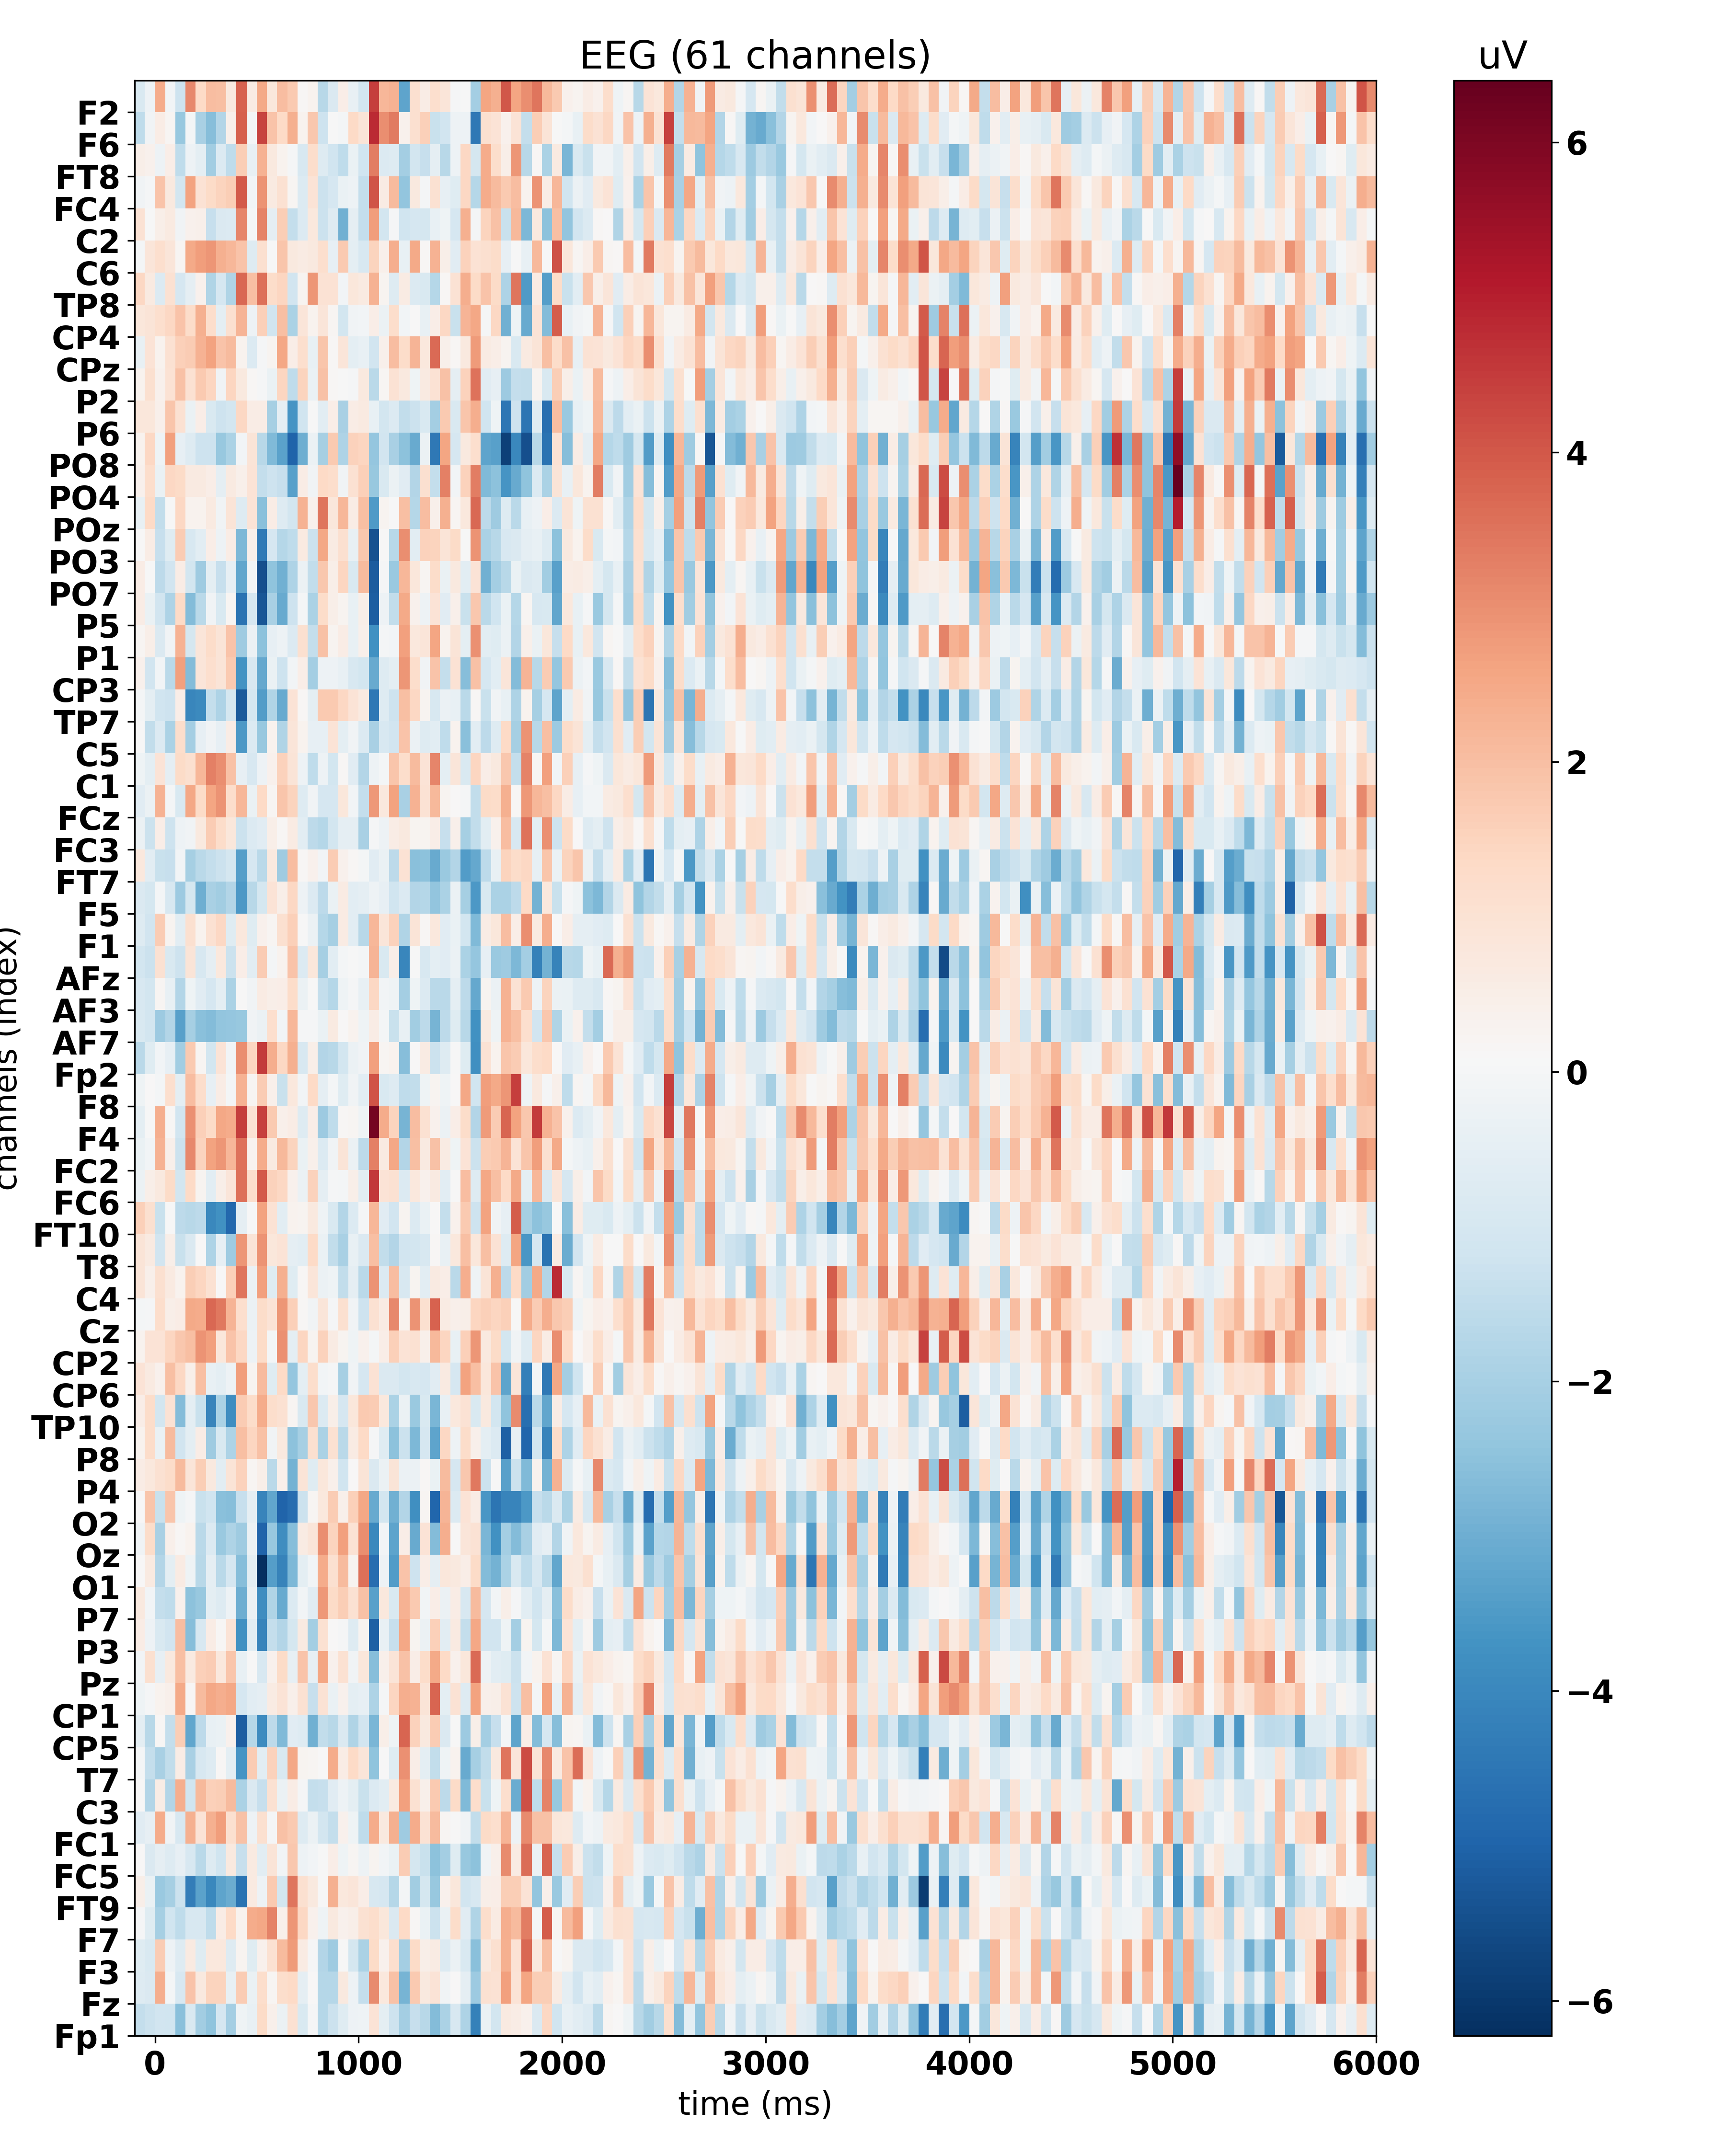 EEG (61 channels)
uV
F2
F6
FT8
FC4
C2
C6
TP8
CP4
CPz
P2
P6
PO8
PO4
POz
PO3
PO7
P5
P1
CP3
TP7
C5
C1
FCz
FC3
FT7
F5
F1
AFz
AF3
AF7
Fp2
F8
F4
FC2
FC6
FT10
T8
C4
Cz
CP2
CP6
TP10
P8
P4
O2
Oz
O1
P7
P3
Pz
CP1
CP5
T7
C3
FC1
FC5
FT9
F7
F3
Fz
Fp1
channels (index)
0 1000 2000 3000 4000 5000 6000
time (ms)
6
4
2
0
−2
−4
−6